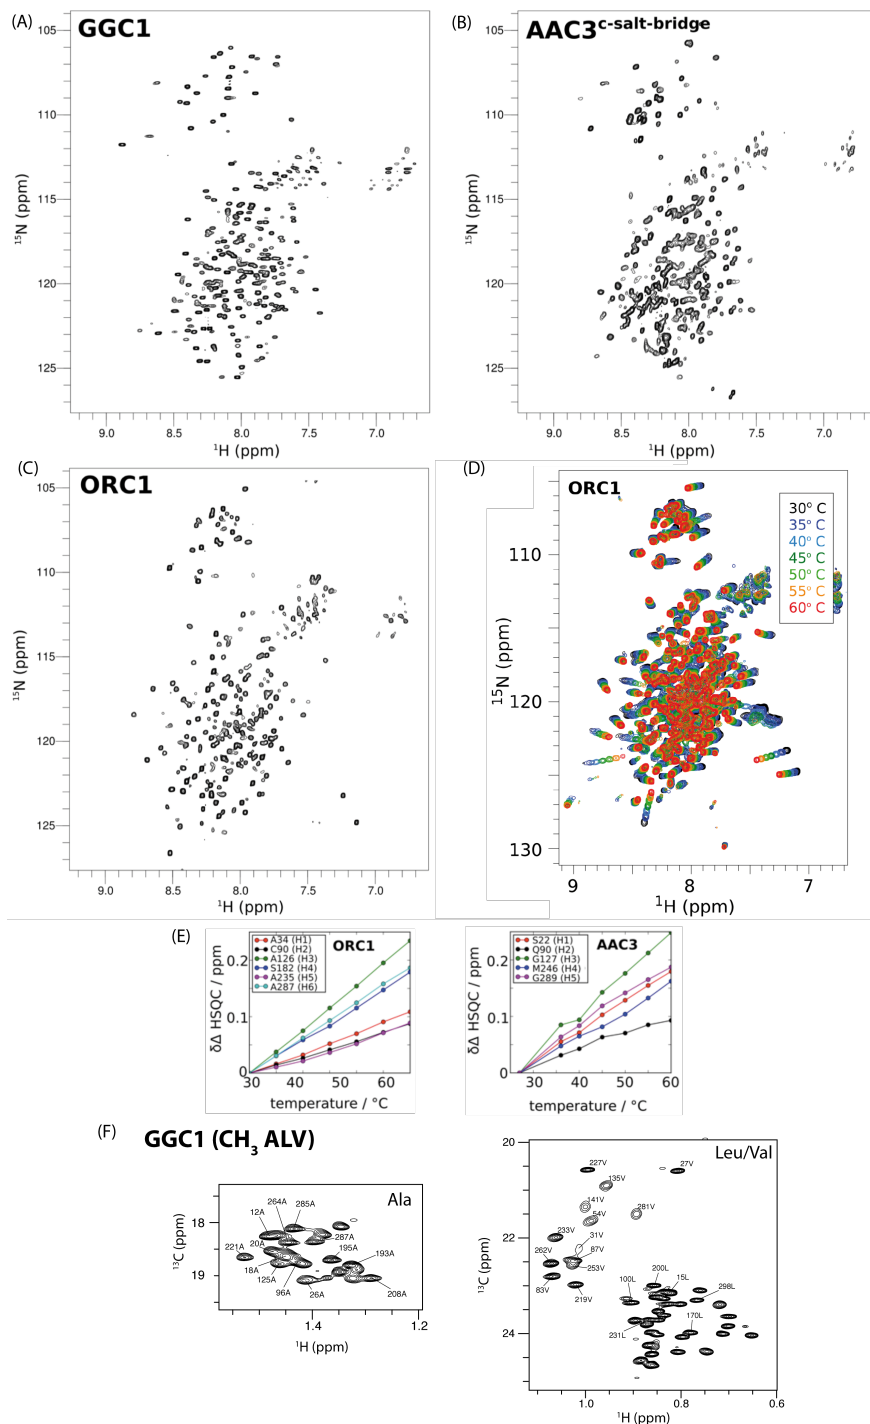 (A)
GGC1
105
110
115
120
125
15N (ppm)
9.0 8.5 8.0 7.5 7.0
1H (ppm)
(B)
AAC3c-salt-bridge
105
110
115
120
125
15N (ppm)
9.0 8.5 8.0 7.5 7.0
1H (ppm)
(C)
ORC1
105
110
115
120
125
15N (ppm)
9.0 8.5 8.0 7.5 7.0
1H (ppm)
(D)
ORC1
30° C
35° C
40° C
45° C
50° C
55° C
60° C
110
120
130
15N (ppm)
9 8 7
1H (ppm)
(E)
ORC1
A34 (H1)
C90 (H2)
A126 (H3)
S182 (H4)
A235 (H5)
A287 (H6)
0.2
0.1
0
δΔ HSQC / ppm
30 40 50 60
temperature / °C
AAC3
S22 (H1)
Q90 (H2)
G127 (H3)
M246 (H4)
G289 (H5)
0.2
0.1
0
δΔ HSQC / ppm
30 40 50 60
temperature / °C
(F)
GGC1 (CH3 ALV)
Ala
264A
285A
12A
287A
20A
221A
195A
193A
18A
125A
96A
26A
208A
18
19
13C (ppm)
1.4 1.2
1H (ppm)
Leu/Val
227V
27V
135V
141V
54V
281V
233V
31V
87V
262V
253V
200L
83V
219V
100L
15L
298L
170L
231L
20
22
24
13C (ppm)
1.0 0.8 0.6
1H (ppm)